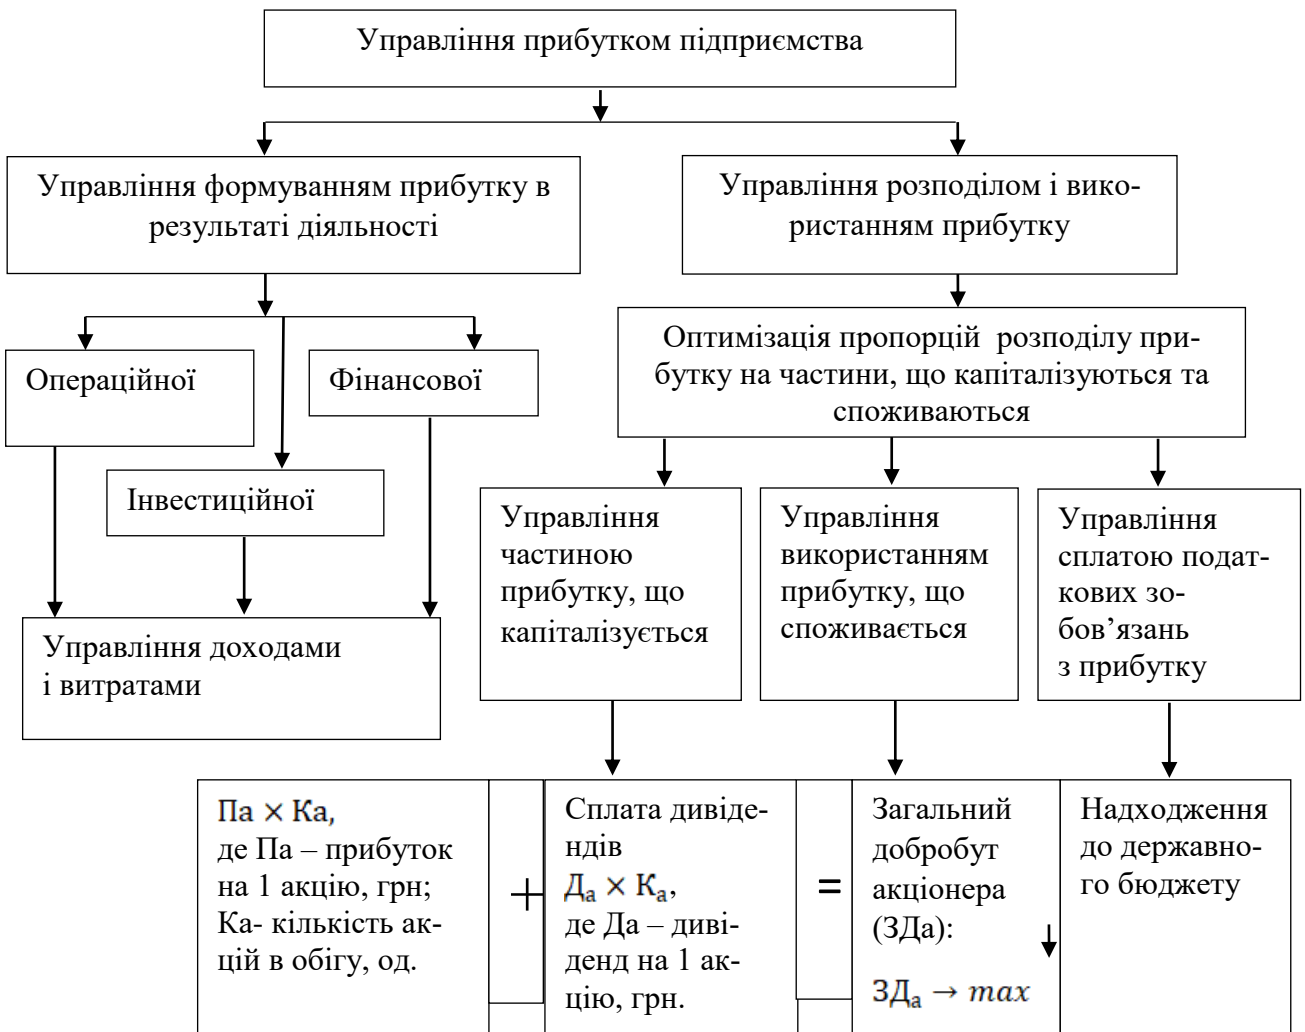 Управління прибутком підприємства
Управління формуванням прибутку в
результаті діяльності
Управління розподілом і вико-
ристанням прибутку
Операційної
Фінансової
Інвестиційної
Управління доходами
і витратами
Оптимізація пропорцій розподілу при-
бутку на частини, що капіталізуються та
споживаються
Управління
частиною
прибутку, що
капіталізується
Управління
використанням
прибутку, що
споживається
Управління
сплатою подат-
кових зо-
бов’язань
з прибутку
Па × Ка,
де Па – прибуток
на 1 акцію, грн;
Ка- кількість ак-
цій в обігу, од.
+
Сплата дивіде-
ндів
Дₐ × Кₐ,
де Да – диві-
денд на 1 ак-
цію, грн.
=
Загальний
добробут
акціонера
(ЗДа):
ЗДₐ → max
Надходження
до державно-
го бюджету